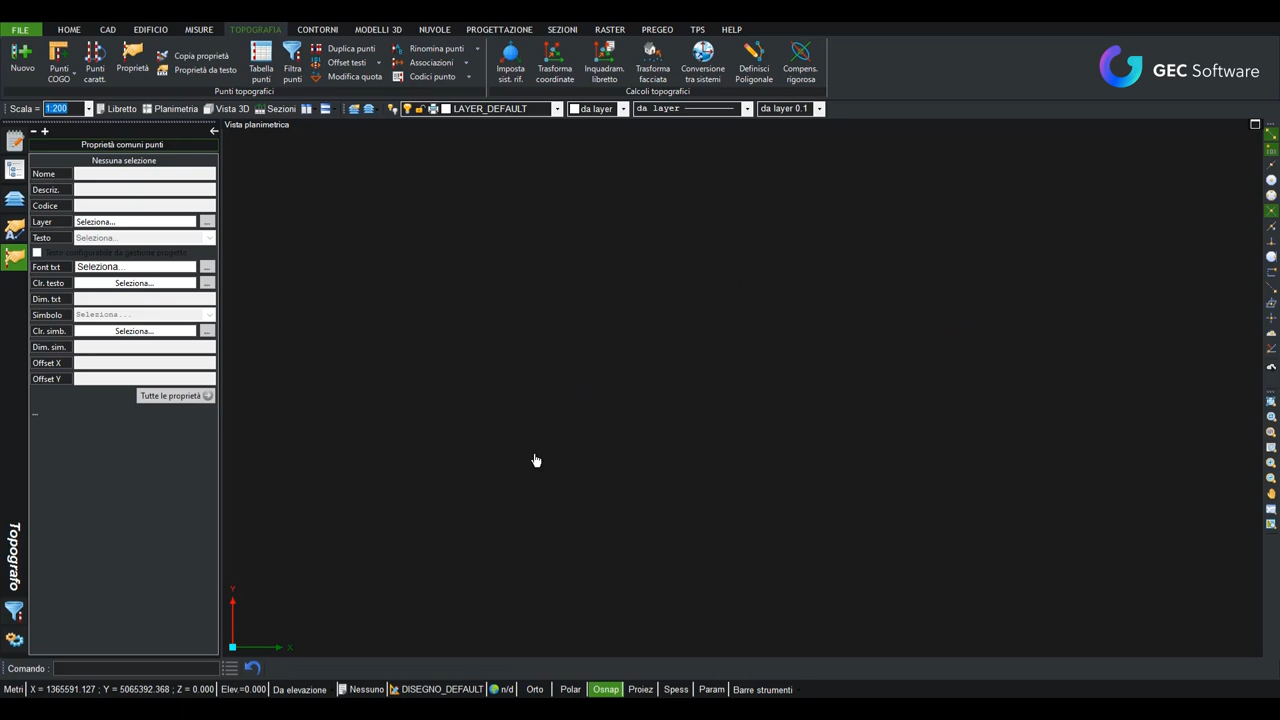 FILE HOME CAD EDIFICIO MISURE TOPOGRAFIA CONTORNI MODELLI 3D NUVOLE PROGETTAZIONE SEZIONI RASTER PREGEO TPS HELP
Nuovo
Punti COGO
Punti caratt.
Proprietà
Copia proprietà
Proprietà da testo
Tabella punti
Filtra punti
Duplica punti
Offset testi
Modifica quota
Rinomina punti
Associazioni
Codici punto
Punti topografici
Imposta sist. rif.
Trasforma coordinate
Inquadram. libretto
Trasforma facciata
Conversione tra sistemi
Definisci Poligonale
Compens. rigorosa
Calcoli topografici
GEC Software
Scala = 1:200 Libretto Planimetria Vista 3D Sezioni LAYER_DEFAULT da layer da layer da layer 0.1
Vista planimetrica
Proprietà comuni punti
Nessuna selezione
Nome
Descriz.
Codice
Layer Seleziona... ...
Testo Seleziona...
Testo configurabile da gestione progetto
Font txt Seleziona... ...
Clr. testo Seleziona... ...
Dim. txt
Simbolo Seleziona...
Clr. simb. Seleziona... ...
Dim. sim.
Offset X
Offset Y
Tutte le proprietà
...
Topografo
Y
X
Comando :
Metri X = 1365591.127 ; Y = 5065392.368 ; Z = 0.000 Elev=0.000 Da elevazione Nessuno DISEGNO_DEFAULT n/d Orto Polar Osnap Proiez Spess Param Barre strumenti